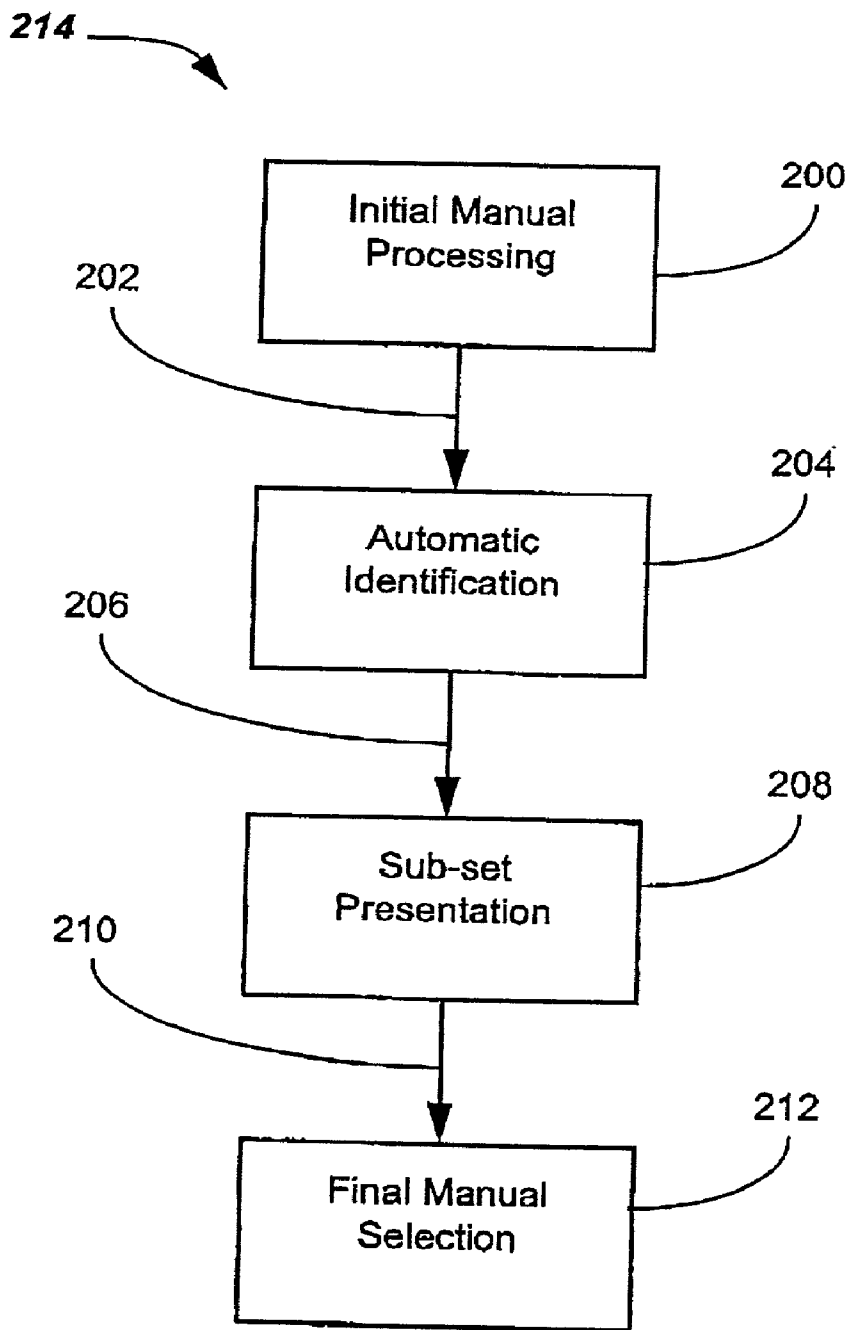 214
200
Initial Manual
Processing
202
204
Automatic
Identification
206
208
Sub-set
Presentation
210
212
Final Manual
Selection